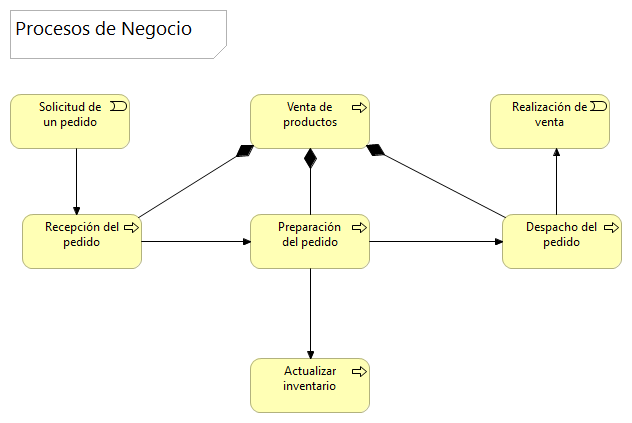 Procesos de Negocio
Solicitud de
un pedido
Venta de
productos
Realización de
venta
Recepción del
pedido
Preparación
del pedido
Despacho del
pedido
Actualizar
inventario